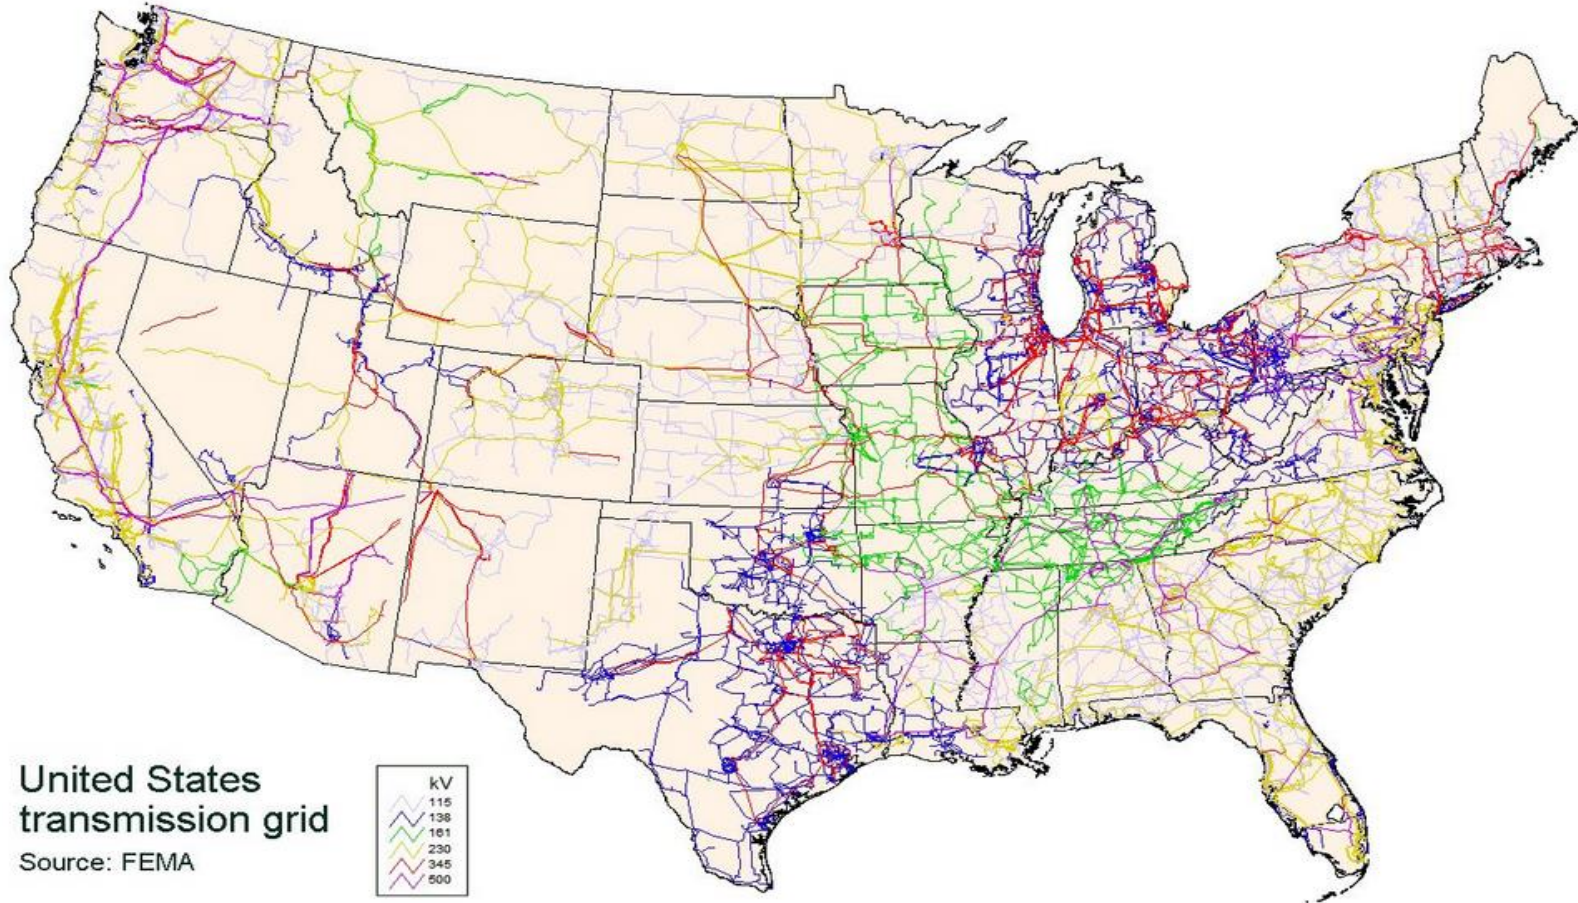 United States
transmission grid
Source: FEMA
kV
115
138
161
230
345
500